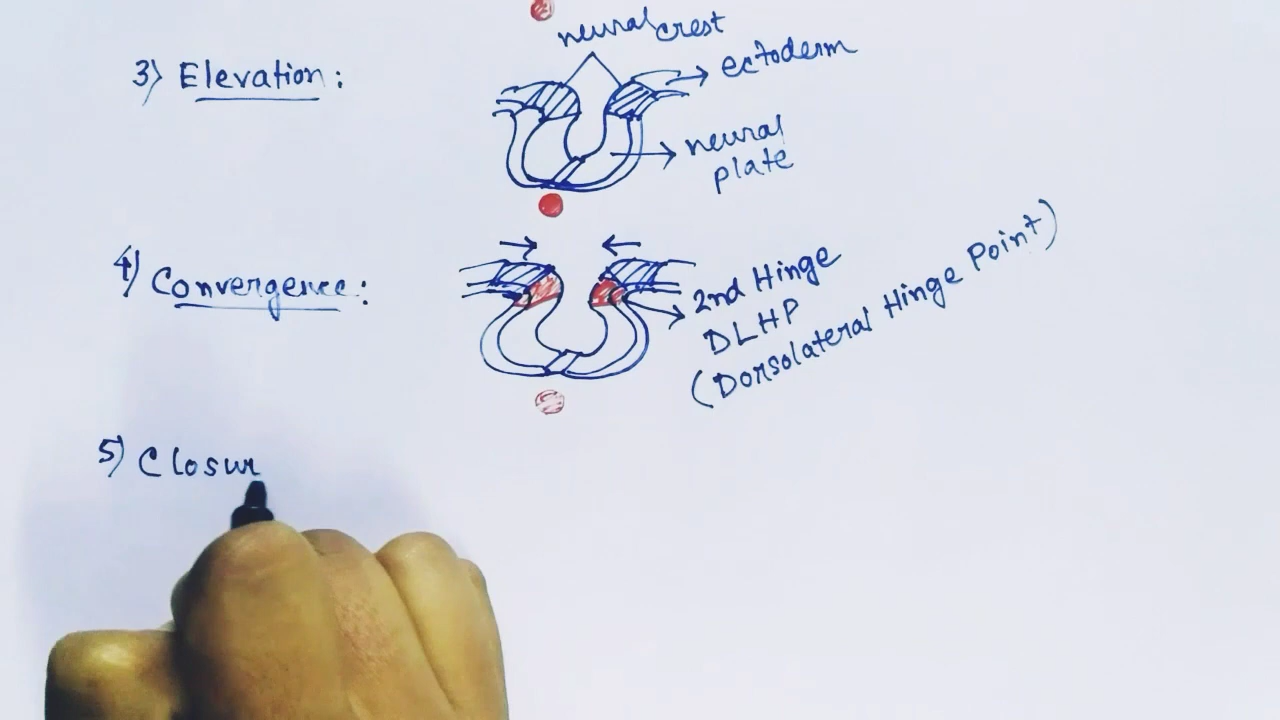 neural crest
3) Elevation:
ectoderm
neural
plate
4) Convergence:
2nd Hinge
DLHP
(Dorsolateral Hinge Point)
5) Closur